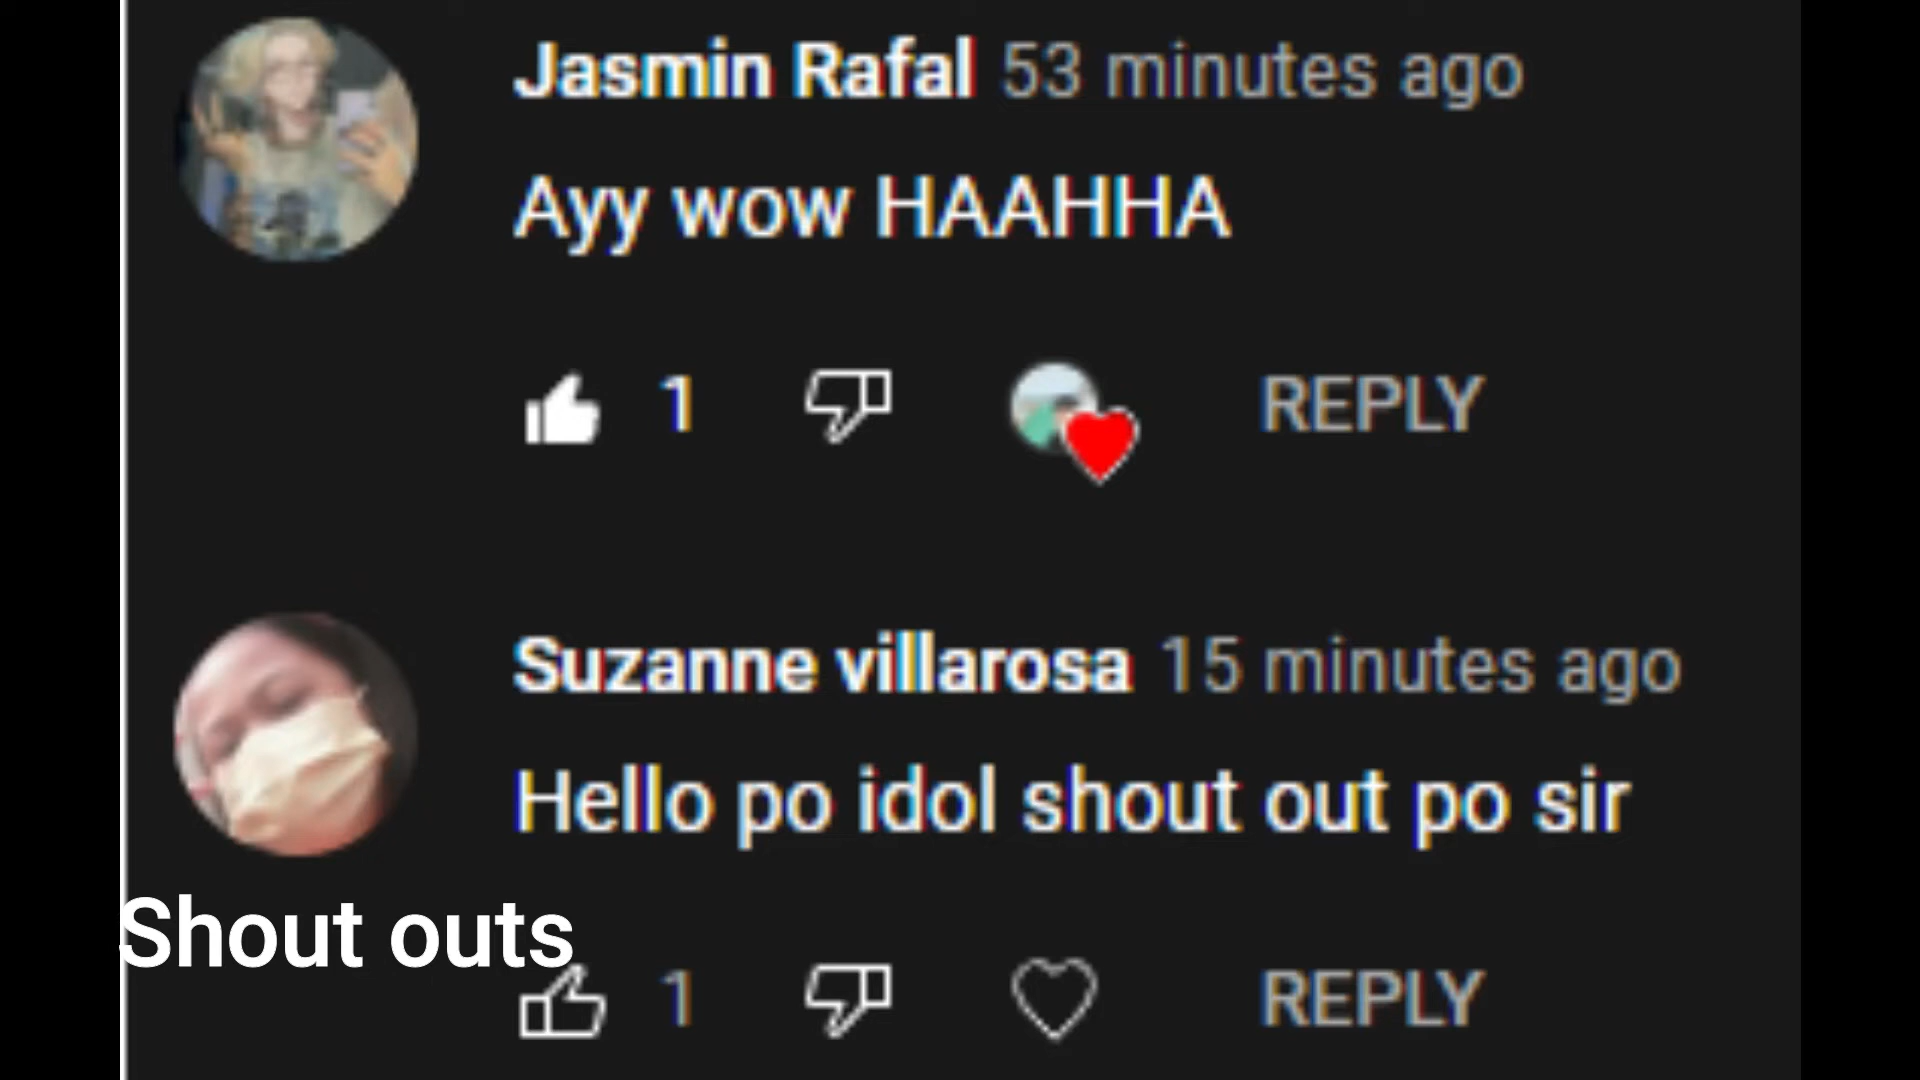 Jasmin Rafal 53 minutes ago
Ayy wow HAAHHA
1 REPLY
Suzanne villarosa 15 minutes ago
Hello po idol shout out po sir
Shout outs
1 REPLY